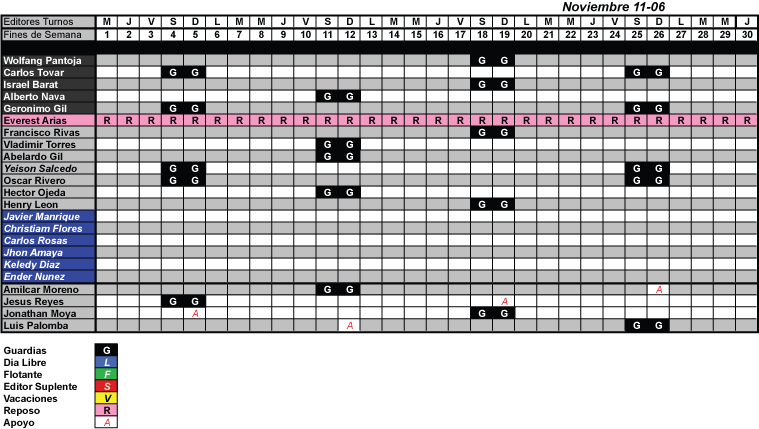 Noviembre 11-06
Editores Turnos M J V S D L M M J V S D L M M J V S D L M M J V S D L M M J
Fines de Semana 1 2 3 4 5 6 7 8 9 10 11 12 13 14 15 16 17 18 19 20 21 22 23 24 25 26 27 28 29 30
Wolfang Pantoja G G
Carlos Tovar G G G G
Israel Barat G G
Alberto Nava G G
Geronimo Gil G G G G
Everest Arias R R R R R R R R R R R R R R R R R R R R R R R R R R R R R R
Francisco Rivas G G
Vladimir Torres G G
Abelardo Gil G G
Yeison Salcedo G G G G
Oscar Rivero G G G G
Hector Ojeda G G
Henry Leon G G
Javier Manrique
Christiam Flores
Carlos Rosas
Jhon Amaya
Keledy Diaz
Ender Nunez
Amilcar Moreno G G A
Jesus Reyes G G A
Jonathan Moya A G G
Luis Palomba A G G
Guardias G
Dia Libre L
Flotante F
Editor Suplente S
Vacaciones V
Reposo R
Apoyo A